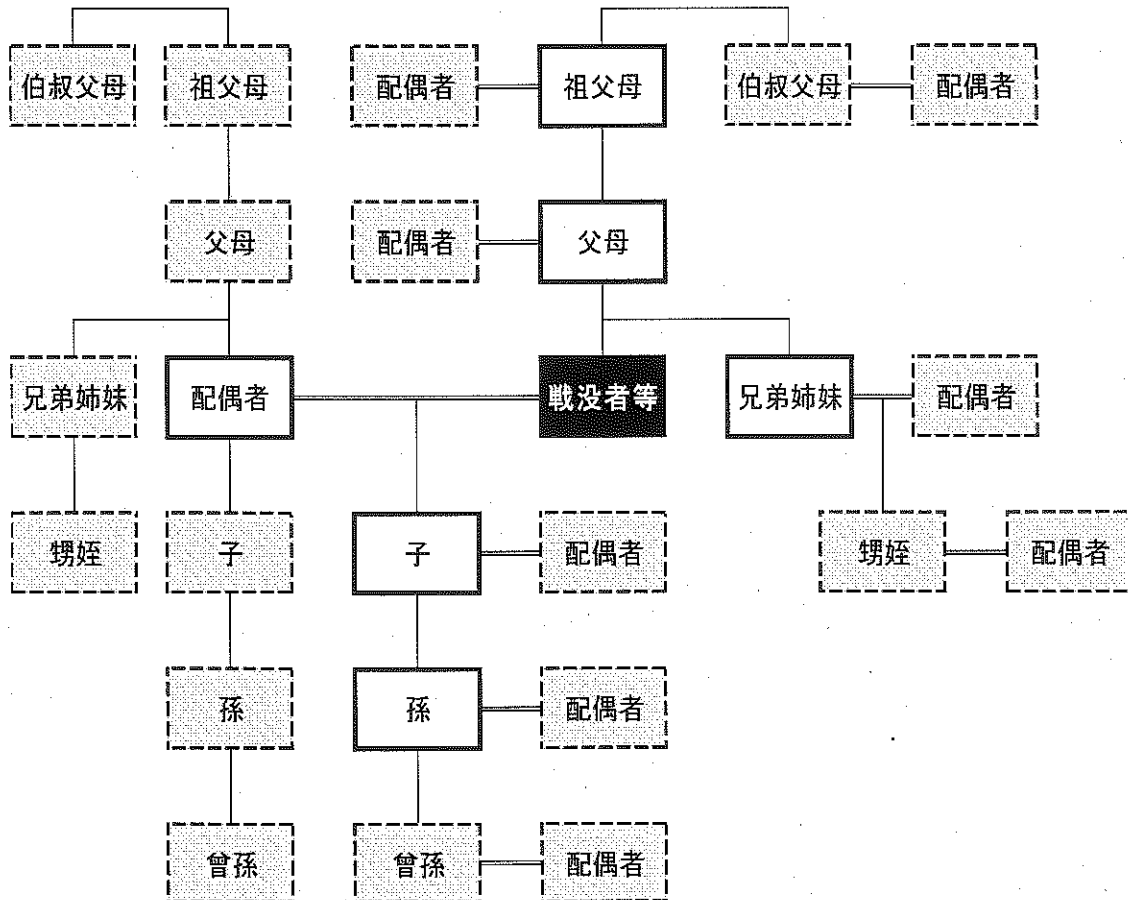 伯叔父母
祖父母
配偶者
祖父母
伯叔父母
配偶者
父母
配偶者
父母
兄弟姉妹
配偶者
戦没者等
兄弟姉妹
配偶者
甥姪
子
子
配偶者
甥姪
配偶者
孫
孫
配偶者
曾孫
曾孫
配偶者